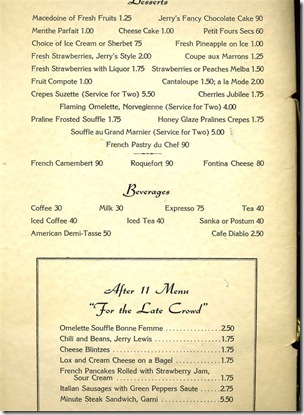 Desserts
Macedoine of Fresh Fruits 1.25 Jerry's Fancy Chocolate Cake 90
Menthe Parfait 1.00 Cheese Cake 1.00 Petit Fours Secs 60
Choice of Ice Cream or Sherbet 75 Fresh Pineapple on Ice 1.00
Fresh Strawberries, Jerry's Style 2.00 Coupe aux Marrons 1.25
Fresh Strawberries with Liquor 1.75 Strawberries or Peaches Melba 1.50
Fruit Compote 1.00 Cantaloupe 1.50; a la Mode 2.00
Crepes Suzette (Service for Two) 5.50 Cherries Jubilee 1.75
Flaming Omelette, Norvegienne (Service for Two) 4.00
Praline Frosted Souffle 1.75 Honey Glaze Pralines Crepes 1.75
Souffle au Grand Marnier (Service for Two) 5.00
French Pastry du Chef 90
French Camembert 90 Roquefort 90 Fontina Cheese 80
Beverages
Coffee 30 Milk 30 Expresso 75 Tea 40
Iced Coffee 40 Iced Tea 40 Sanka or Postum 40
American Demi-Tasse 50 Cafe Diablo 2.50
After 11 Menu
"For the Late Crowd"
Omelette Souffle Bonne Femme 2.50
Chili and Beans, Jerry Lewis 1.75
Cheese Blintzes 1.75
Lox and Cream Cheese on a Bagel 1.75
French Pancakes Rolled with Strawberry Jam,
Sour Cream 1.75
Italian Sausages with Green Peppers Saute 2.75
Minute Steak Sandwich, Garni 5.50